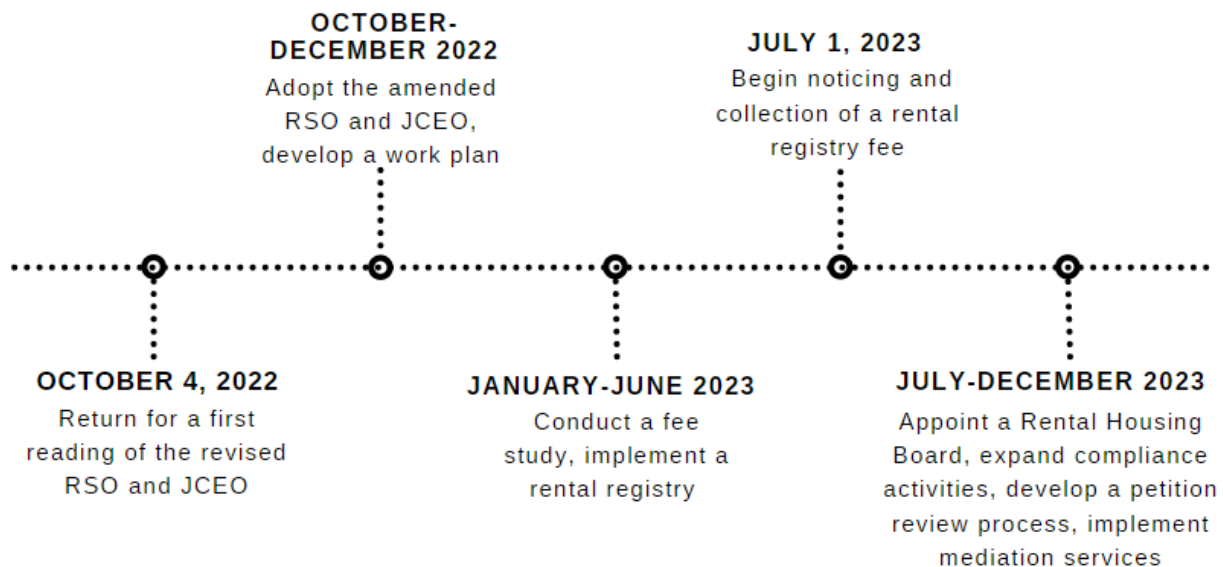 OCTOBER-
DECEMBER 2022
Adopt the amended
RSO and JCEO,
develop a work plan
JULY 1, 2023
Begin noticing and
collection of a rental
registry fee
OCTOBER 4, 2022
Return for a first
reading of the revised
RSO and JCEO
JANUARY-JUNE 2023
Conduct a fee
study, implement a
rental registry
JULY-DECEMBER 2023
Appoint a Rental Housing
Board, expand compliance
activities, develop a petition
review process, implement
mediation services